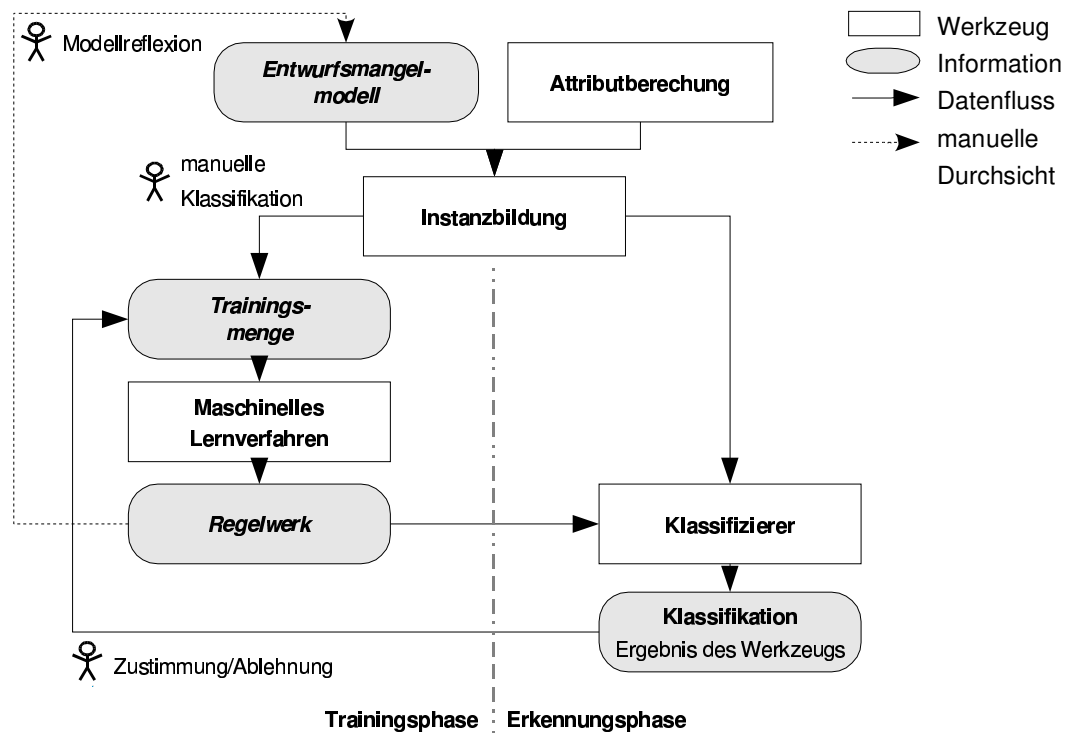 Modellreflexion
Entwurfsmangel-
modell
Attributberechung
Werkzeug
Information
Datenfluss
manuelle
Durchsicht
manuelle
Klassifikation
Instanzbildung
Trainings-
menge
Maschinelles
Lernverfahren
Regelwerk
Klassifizierer
Klassifikation
Ergebnis des Werkzeugs
Zustimmung/Ablehnung
Trainingsphase
Erkennungsphase